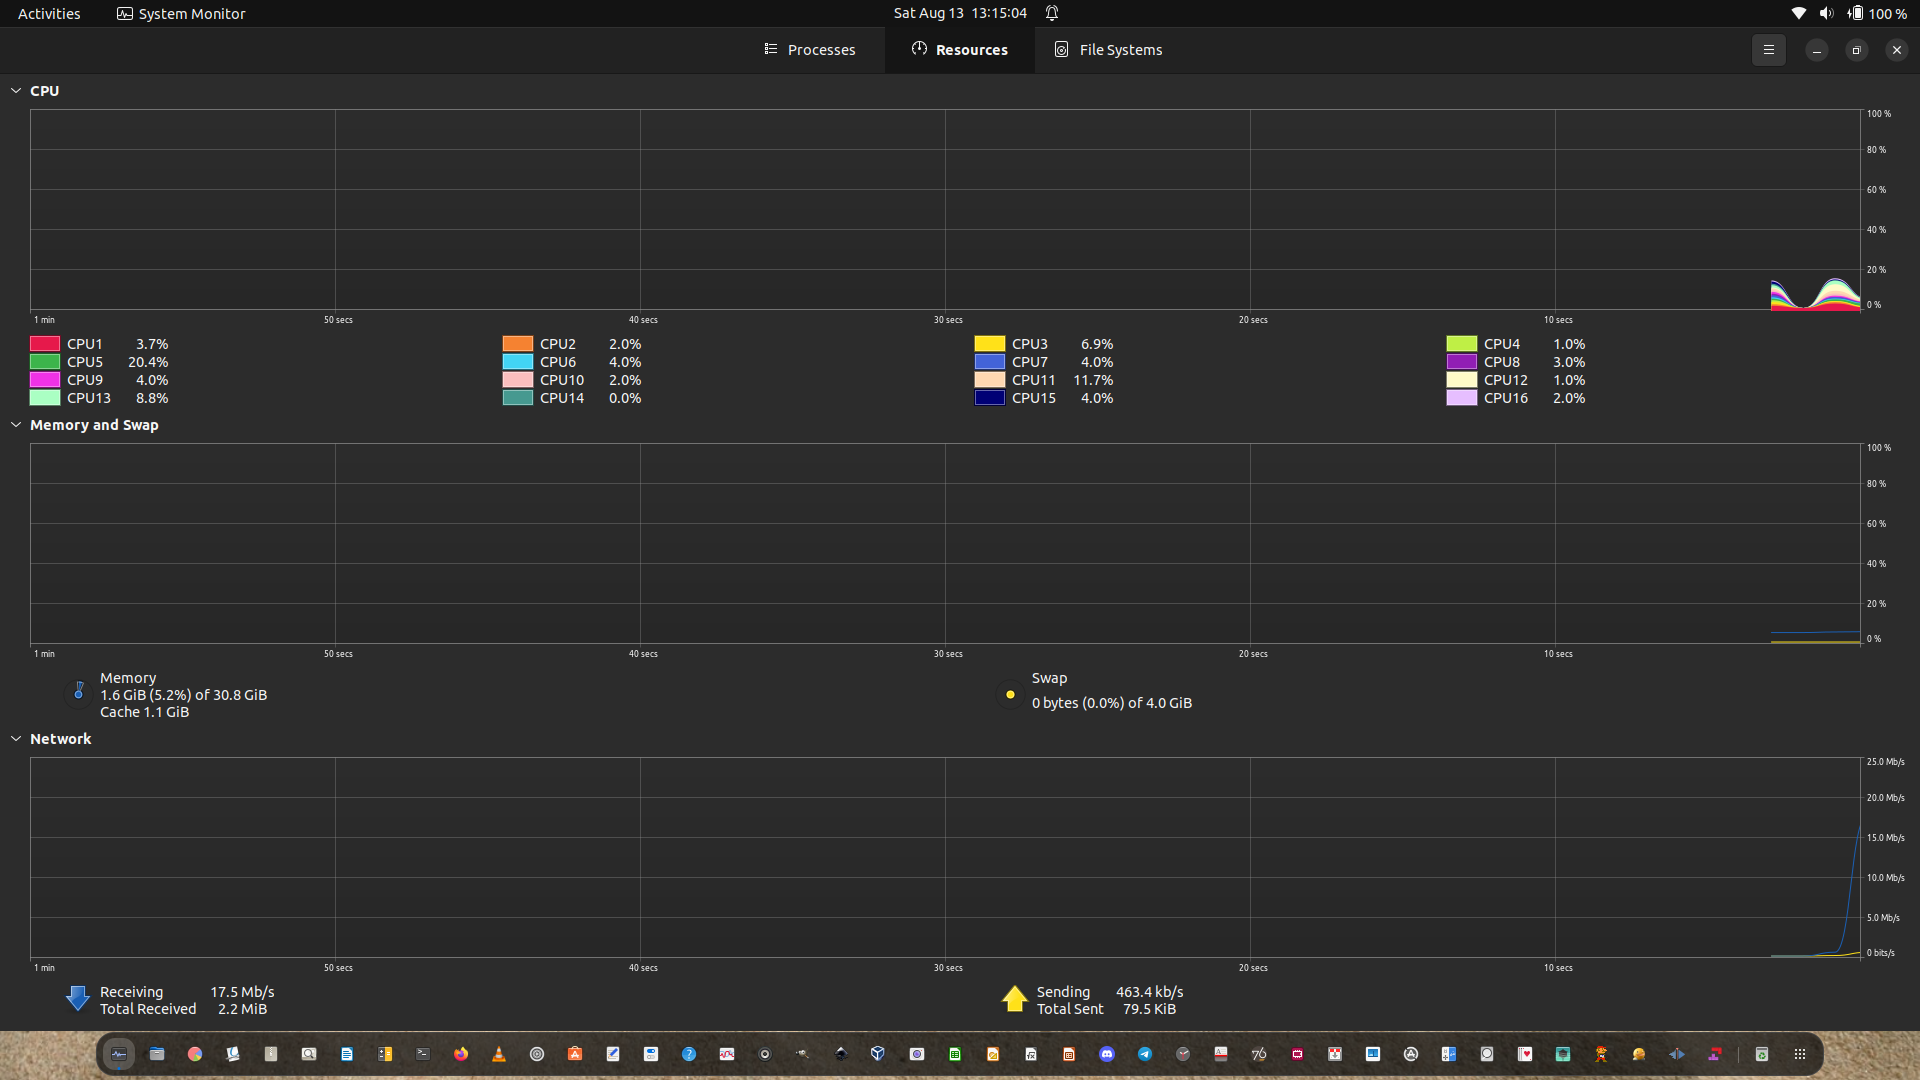 Activities System Monitor Sat Aug 13 13:15:04 100 %
Processes Resources File Systems
CPU
100 %
80 %
60 %
40 %
20 %
0 %
1 min 50 secs 40 secs 30 secs 20 secs 10 secs
CPU1 3.7% CPU2 2.0% CPU3 6.9% CPU4 1.0%
CPU5 20.4% CPU6 4.0% CPU7 4.0% CPU8 3.0%
CPU9 4.0% CPU10 2.0% CPU11 11.7% CPU12 1.0%
CPU13 8.8% CPU14 0.0% CPU15 4.0% CPU16 2.0%
Memory and Swap
100 %
80 %
60 %
40 %
20 %
0 %
1 min 50 secs 40 secs 30 secs 20 secs 10 secs
Memory
1.6 GiB (5.2%) of 30.8 GiB
Cache 1.1 GiB
Swap
0 bytes (0.0%) of 4.0 GiB
Network
25.0 Mb/s
20.0 Mb/s
15.0 Mb/s
10.0 Mb/s
5.0 Mb/s
0 bits/s
1 min 50 secs 40 secs 30 secs 20 secs 10 secs
Receiving 17.5 Mb/s
Total Received 2.2 MiB
Sending 463.4 kb/s
Total Sent 79.5 KiB
76